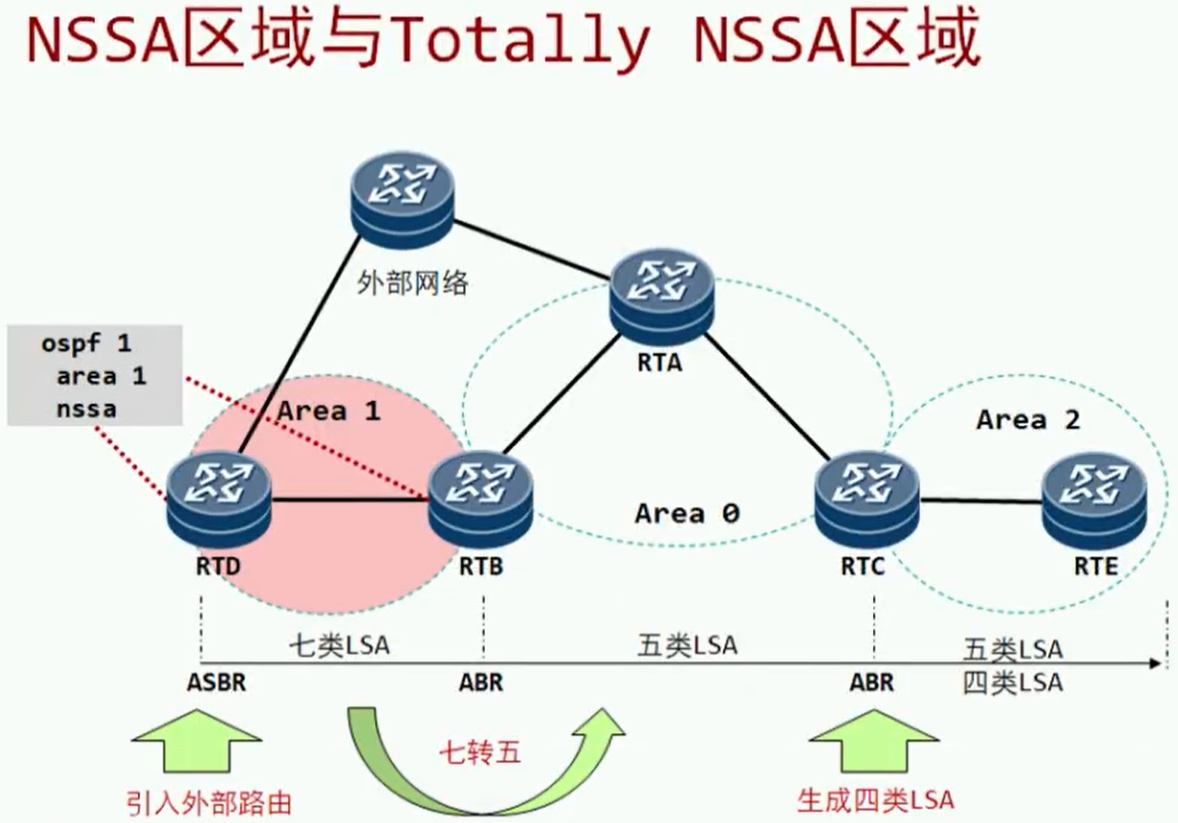 NSSA区域与Totally NSSA区域
外部网络
RTA
ospf 1
area 1
nssa
Area 1
Area 2
Area 0
RTD
RTB
RTC
RTE
七类LSA
五类LSA
五类LSA
ASBR
ABR
ABR
四类LSA
七转五
引入外部路由
生成四类LSA